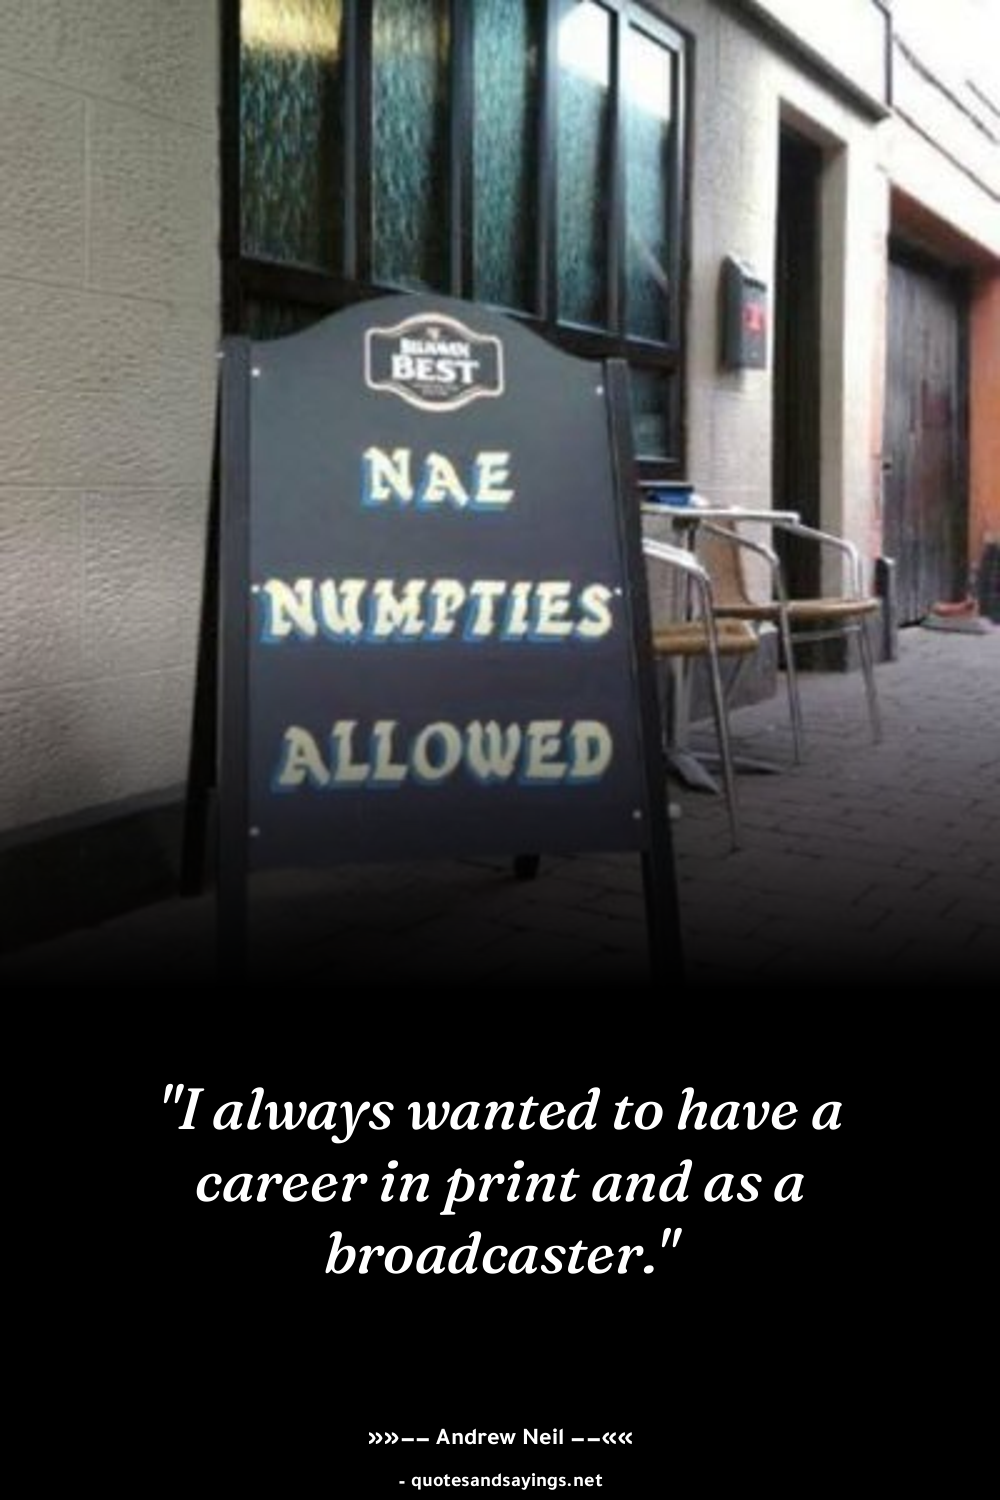 BEST
NAE
NUMPTIES
ALLOWED
"I always wanted to have a
career in print and as a
broadcaster."
»»–– Andrew Neil ––««
- quotesandsayings.net